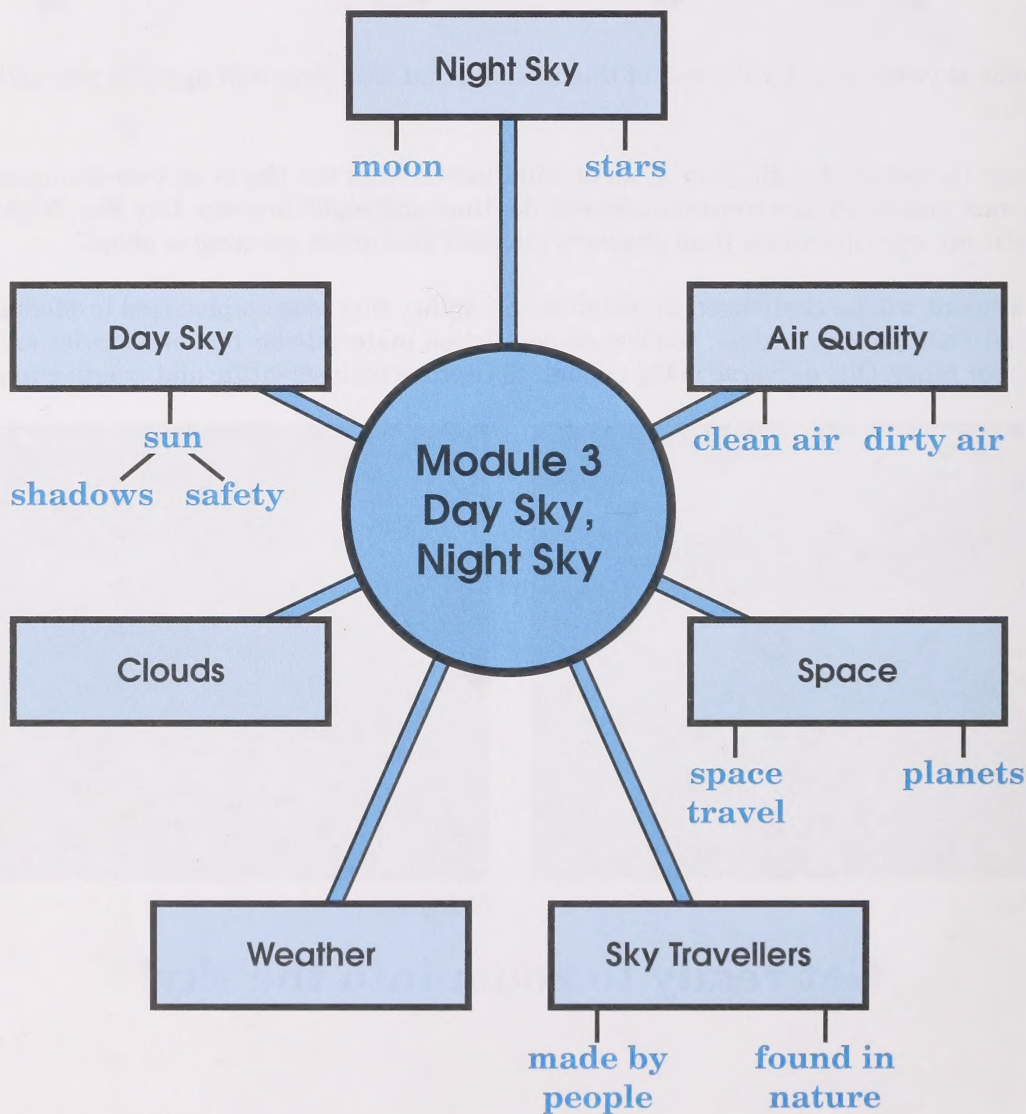 Night Sky
moon stars
Day Sky
sun
shadows safety
Air Quality
clean air dirty air
Module 3
Day Sky,
Night Sky
Clouds
Space
space
travel
planets
Weather
Sky Travellers
made by
people
found in
nature